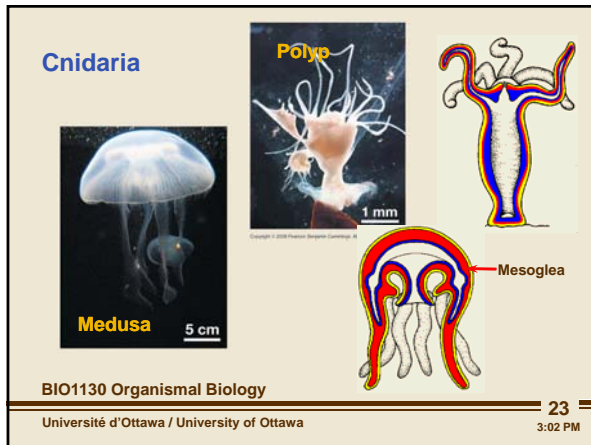 Cnidaria
Polyp
1 mm
Mesoglea
Medusa
5 cm
BIO1130 Organismal Biology
Université d'Ottawa / University of Ottawa
23
3:02 PM